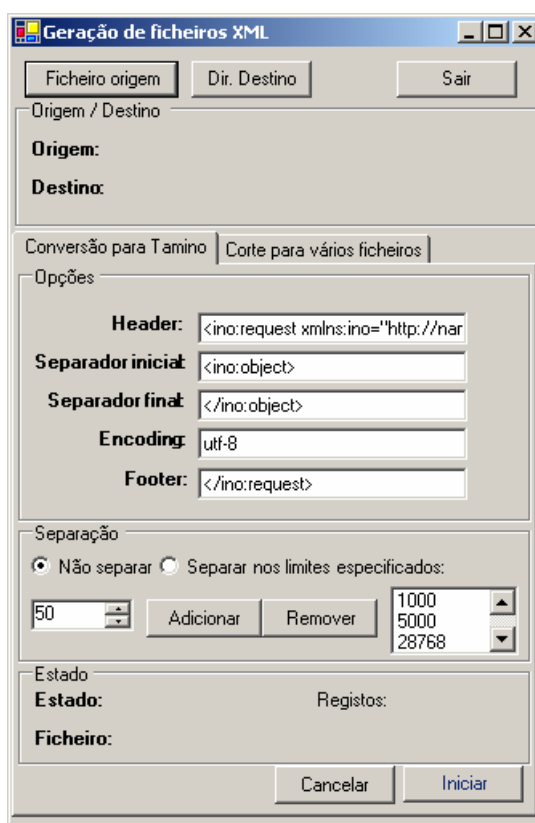 Geração de ficheiros XML
Ficheiro origem Dir. Destino Sair
Origem / Destino
Origem:
Destino:
Conversão para Tamino Corte para vários ficheiros
Opções
Header: <ino:request xmlns:ino="http://nar
Separador inicial: <ino:object>
Separador final: </ino:object>
Encoding: utf-8
Footer: </ino:request>
Separação
Não separar Separar nos limites especificados:
50 Adicionar Remover 1000
5000
28768
Estado
Estado: Registos:
Ficheiro:
Cancelar Iniciar